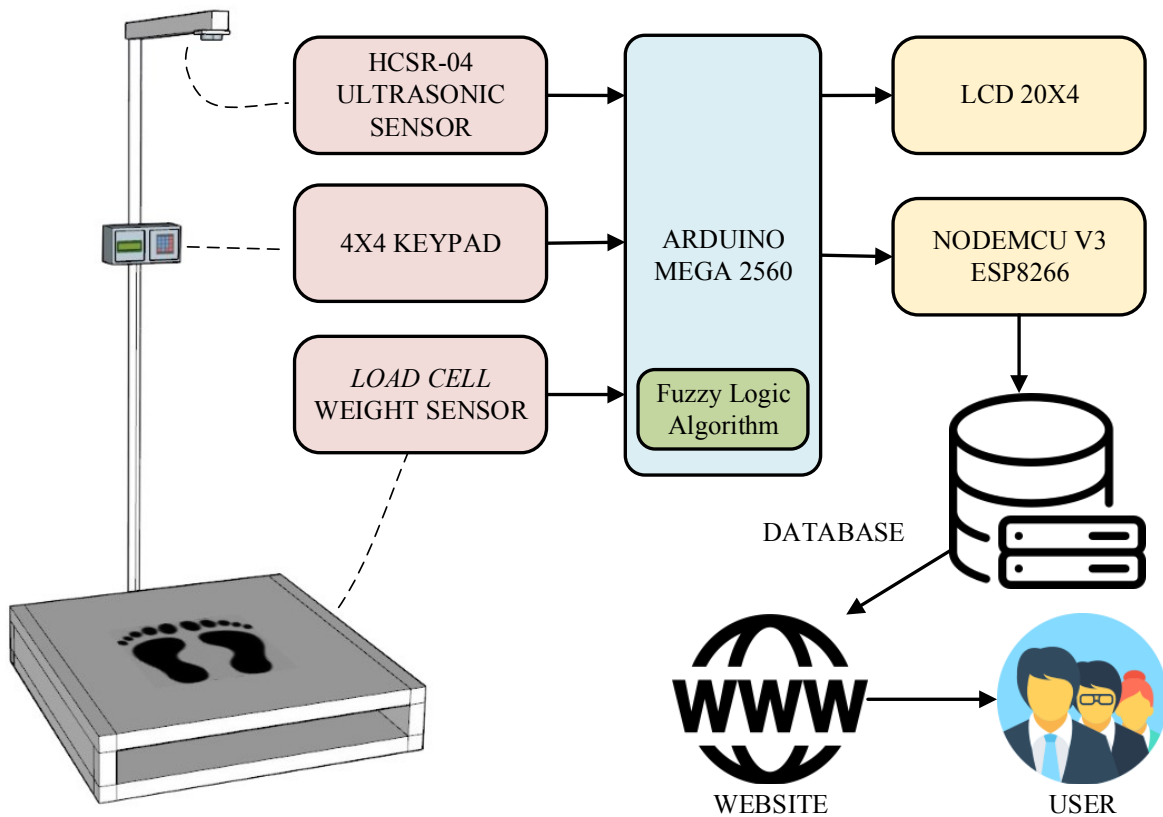 HCSR-04
ULTRASONIC
SENSOR
LCD 20X4
4X4 KEYPAD
ARDUINO
MEGA 2560
NODEMCU V3
ESP8266
LOAD CELL
WEIGHT SENSOR
Fuzzy Logic
Algorithm
DATABASE
WWW
WEBSITE
USER